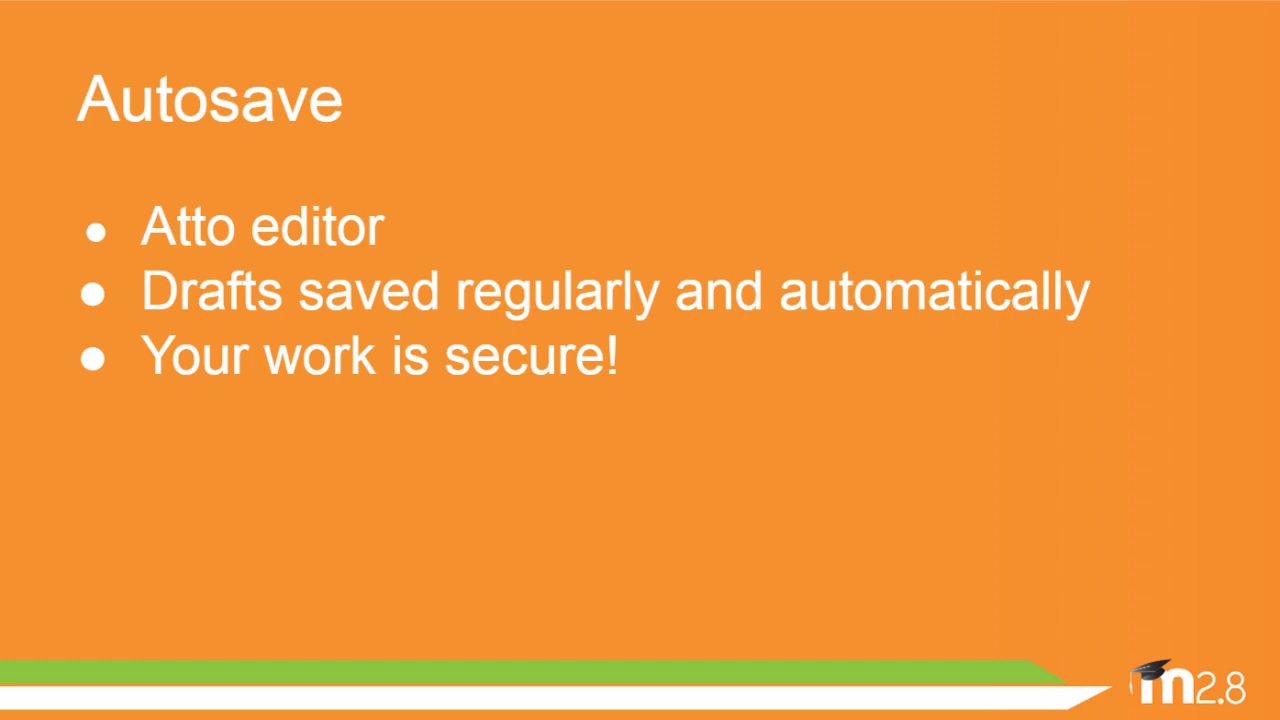 Autosave
● Atto editor
● Drafts saved regularly and automatically
● Your work is secure!
m2.8